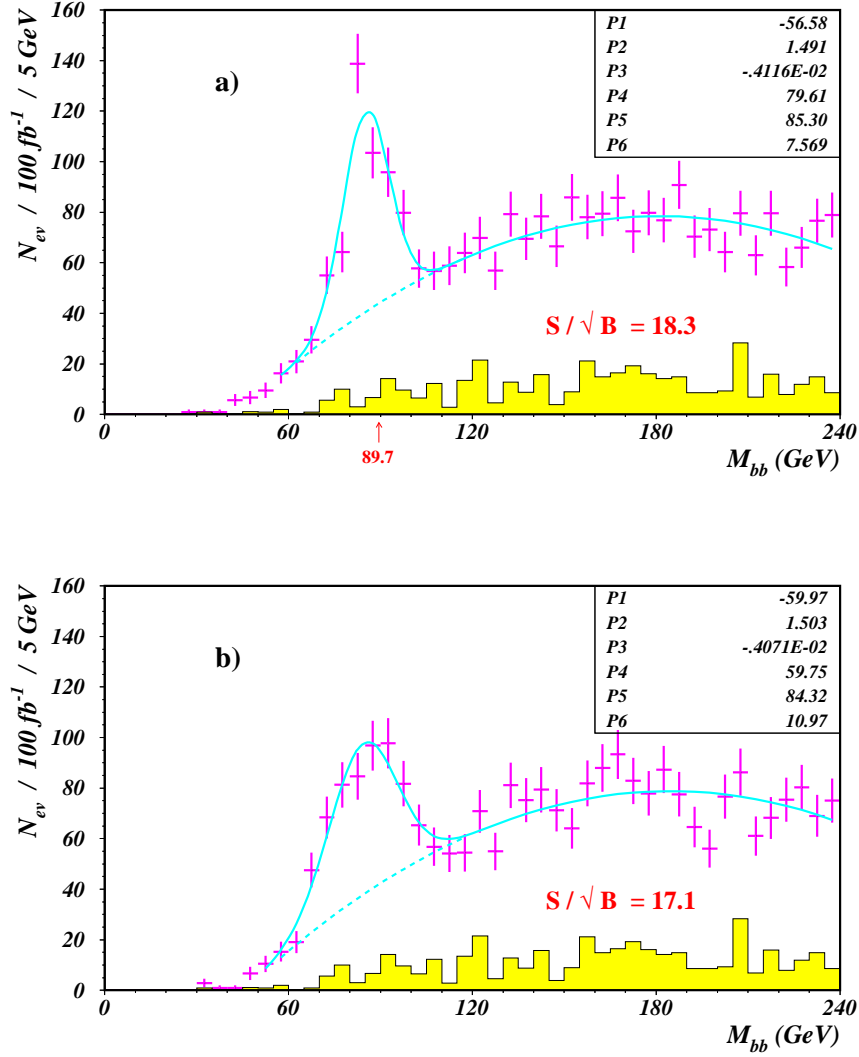 160
140
120
100
80
60
40
20
0
N_ev / 100 fb^-1 / 5 GeV
a)
P1 -56.58
P2 1.491
P3 -.4116E-02
P4 79.61
P5 85.30
P6 7.569
S / √ B = 18.3
0 60 120 180 240
89.7
M_bb (GeV)
160
140
120
100
80
60
40
20
0
N_ev / 100 fb^-1 / 5 GeV
b)
P1 -59.97
P2 1.503
P3 -.4071E-02
P4 59.75
P5 84.32
P6 10.97
S / √ B = 17.1
0 60 120 180 240
M_bb (GeV)